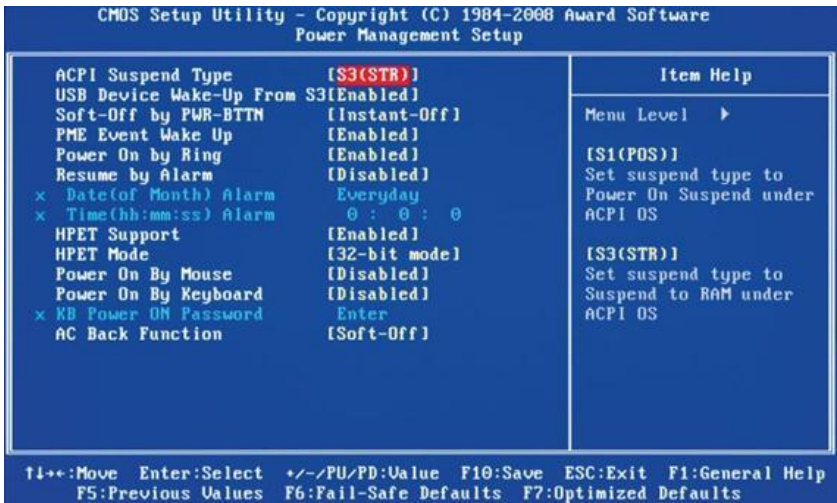 CMOS Setup Utility - Copyright (C) 1984-2008 Award Software
Power Management Setup
ACPI Suspend Type [S3(STR)]
USB Device Wake-Up From S3[Enabled]
Soft-Off by PWR-BTTN [Instant-Off]
PME Event Wake Up [Enabled]
Power On by Ring [Enabled]
Resume by Alarm [Disabled]
x Date(of Month) Alarm Everyday
x Time(hh:mm:ss) Alarm 0 : 0 : 0
HPET Support [Enabled]
HPET Mode [32-bit mode]
Power On By Mouse [Disabled]
Power On By Keyboard [Disabled]
x KB Power ON Password Enter
AC Back Function [Soft-Off]
Item Help
Menu Level ▶
[S1(POS)]
Set suspend type to
Power On Suspend under
ACPI OS
[S3(STR)]
Set suspend type to
Suspend to RAM under
ACPI OS
↑↓→←:Move Enter:Select +/-/PU/PD:Value F10:Save ESC:Exit F1:General Help
F5:Previous Values F6:Fail-Safe Defaults F7:Optimized Defaults